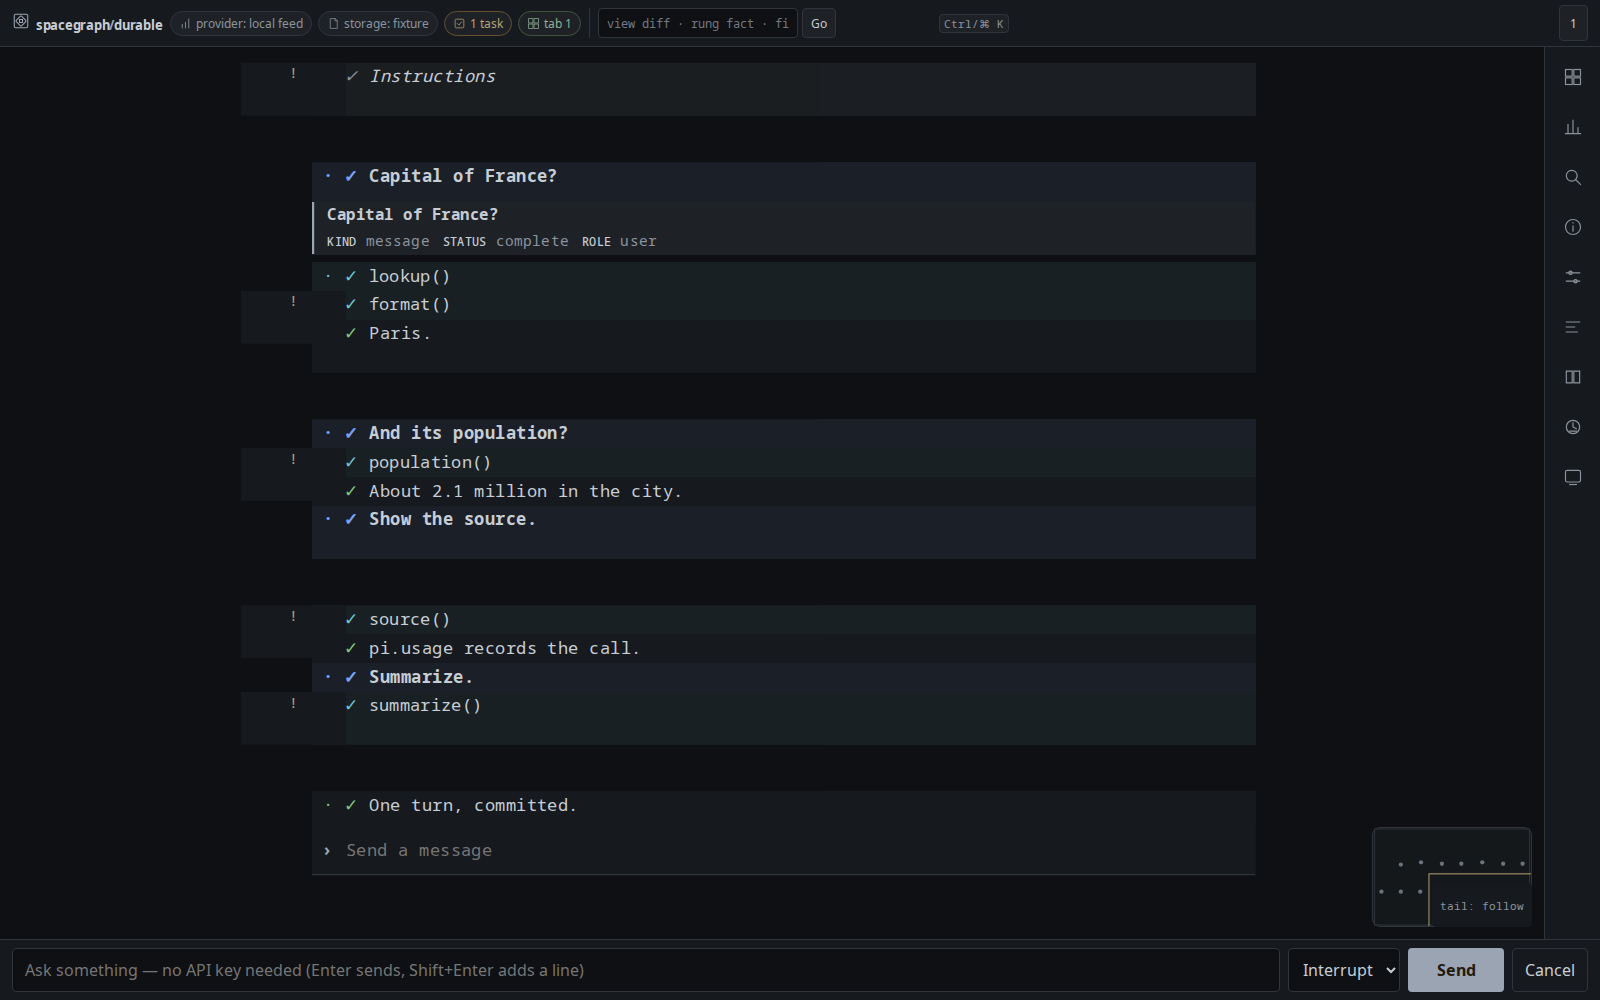 spacegraph/durable provider: local feed storage: fixture 1 task tab 1 view diff · rung fact · fi Go Ctrl/⌘ K 1
! ✓ Instructions
· ✓ Capital of France?
Capital of France?
KIND message STATUS complete ROLE user
· ✓ lookup()
! ✓ format()
✓ Paris.
· ✓ And its population?
! ✓ population()
✓ About 2.1 million in the city.
· ✓ Show the source.
! ✓ source()
✓ pi.usage records the call.
· ✓ Summarize.
! ✓ summarize()
· ✓ One turn, committed.
› Send a message
tail: follow
Ask something — no API key needed (Enter sends, Shift+Enter adds a line) Interrupt Send Cancel